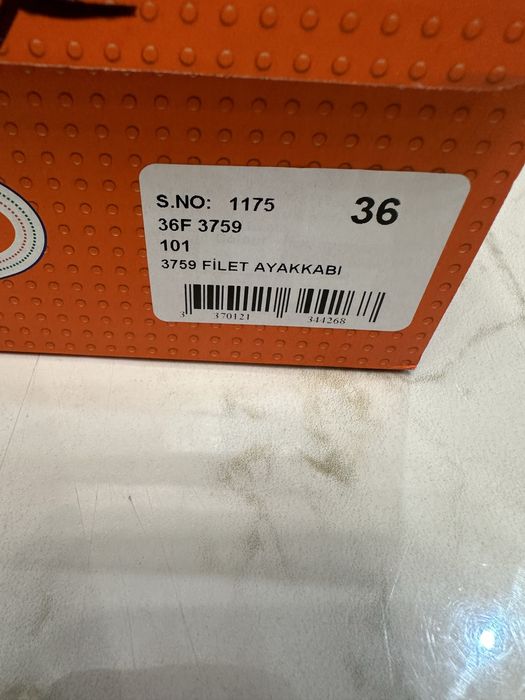 S.NO: 1175 36
36F 3759
101
3759 FİLET AYAKKABI
3 370121 344268